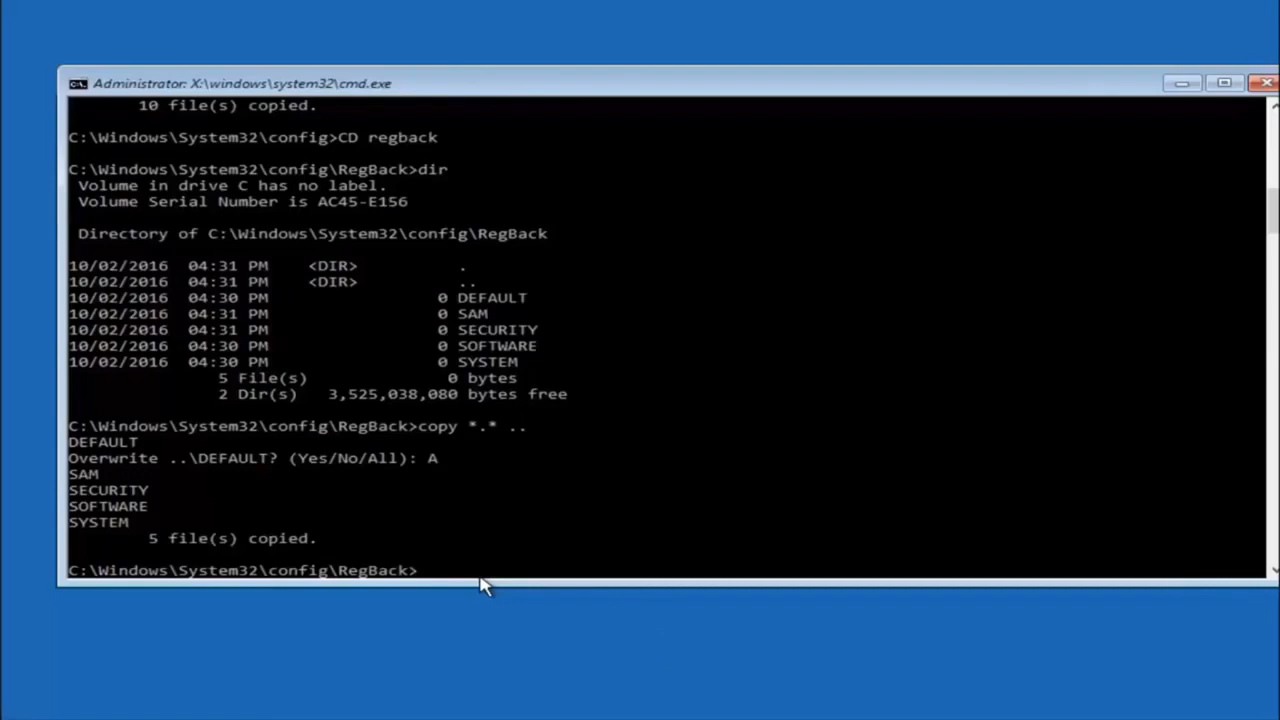 Administrator: X:\windows\system32\cmd.exe
10 file(s) copied.
C:\Windows\System32\config>CD regback
C:\Windows\System32\config\RegBack>dir
Volume in drive C has no label.
Volume Serial Number is AC45-E156
Directory of C:\Windows\System32\config\RegBack
10/02/2016  04:31 PM    <DIR>          .
10/02/2016  04:31 PM    <DIR>          ..
10/02/2016  04:30 PM                 0 DEFAULT
10/02/2016  04:31 PM                 0 SAM
10/02/2016  04:31 PM                 0 SECURITY
10/02/2016  04:30 PM                 0 SOFTWARE
10/02/2016  04:30 PM                 0 SYSTEM
5 File(s)              0 bytes
2 Dir(s)   3,525,038,080 bytes free
C:\Windows\System32\config\RegBack>copy *.* ..
DEFAULT
Overwrite ..\DEFAULT? (Yes/No/All): A
SAM
SECURITY
SOFTWARE
SYSTEM
5 file(s) copied.
C:\Windows\System32\config\RegBack>